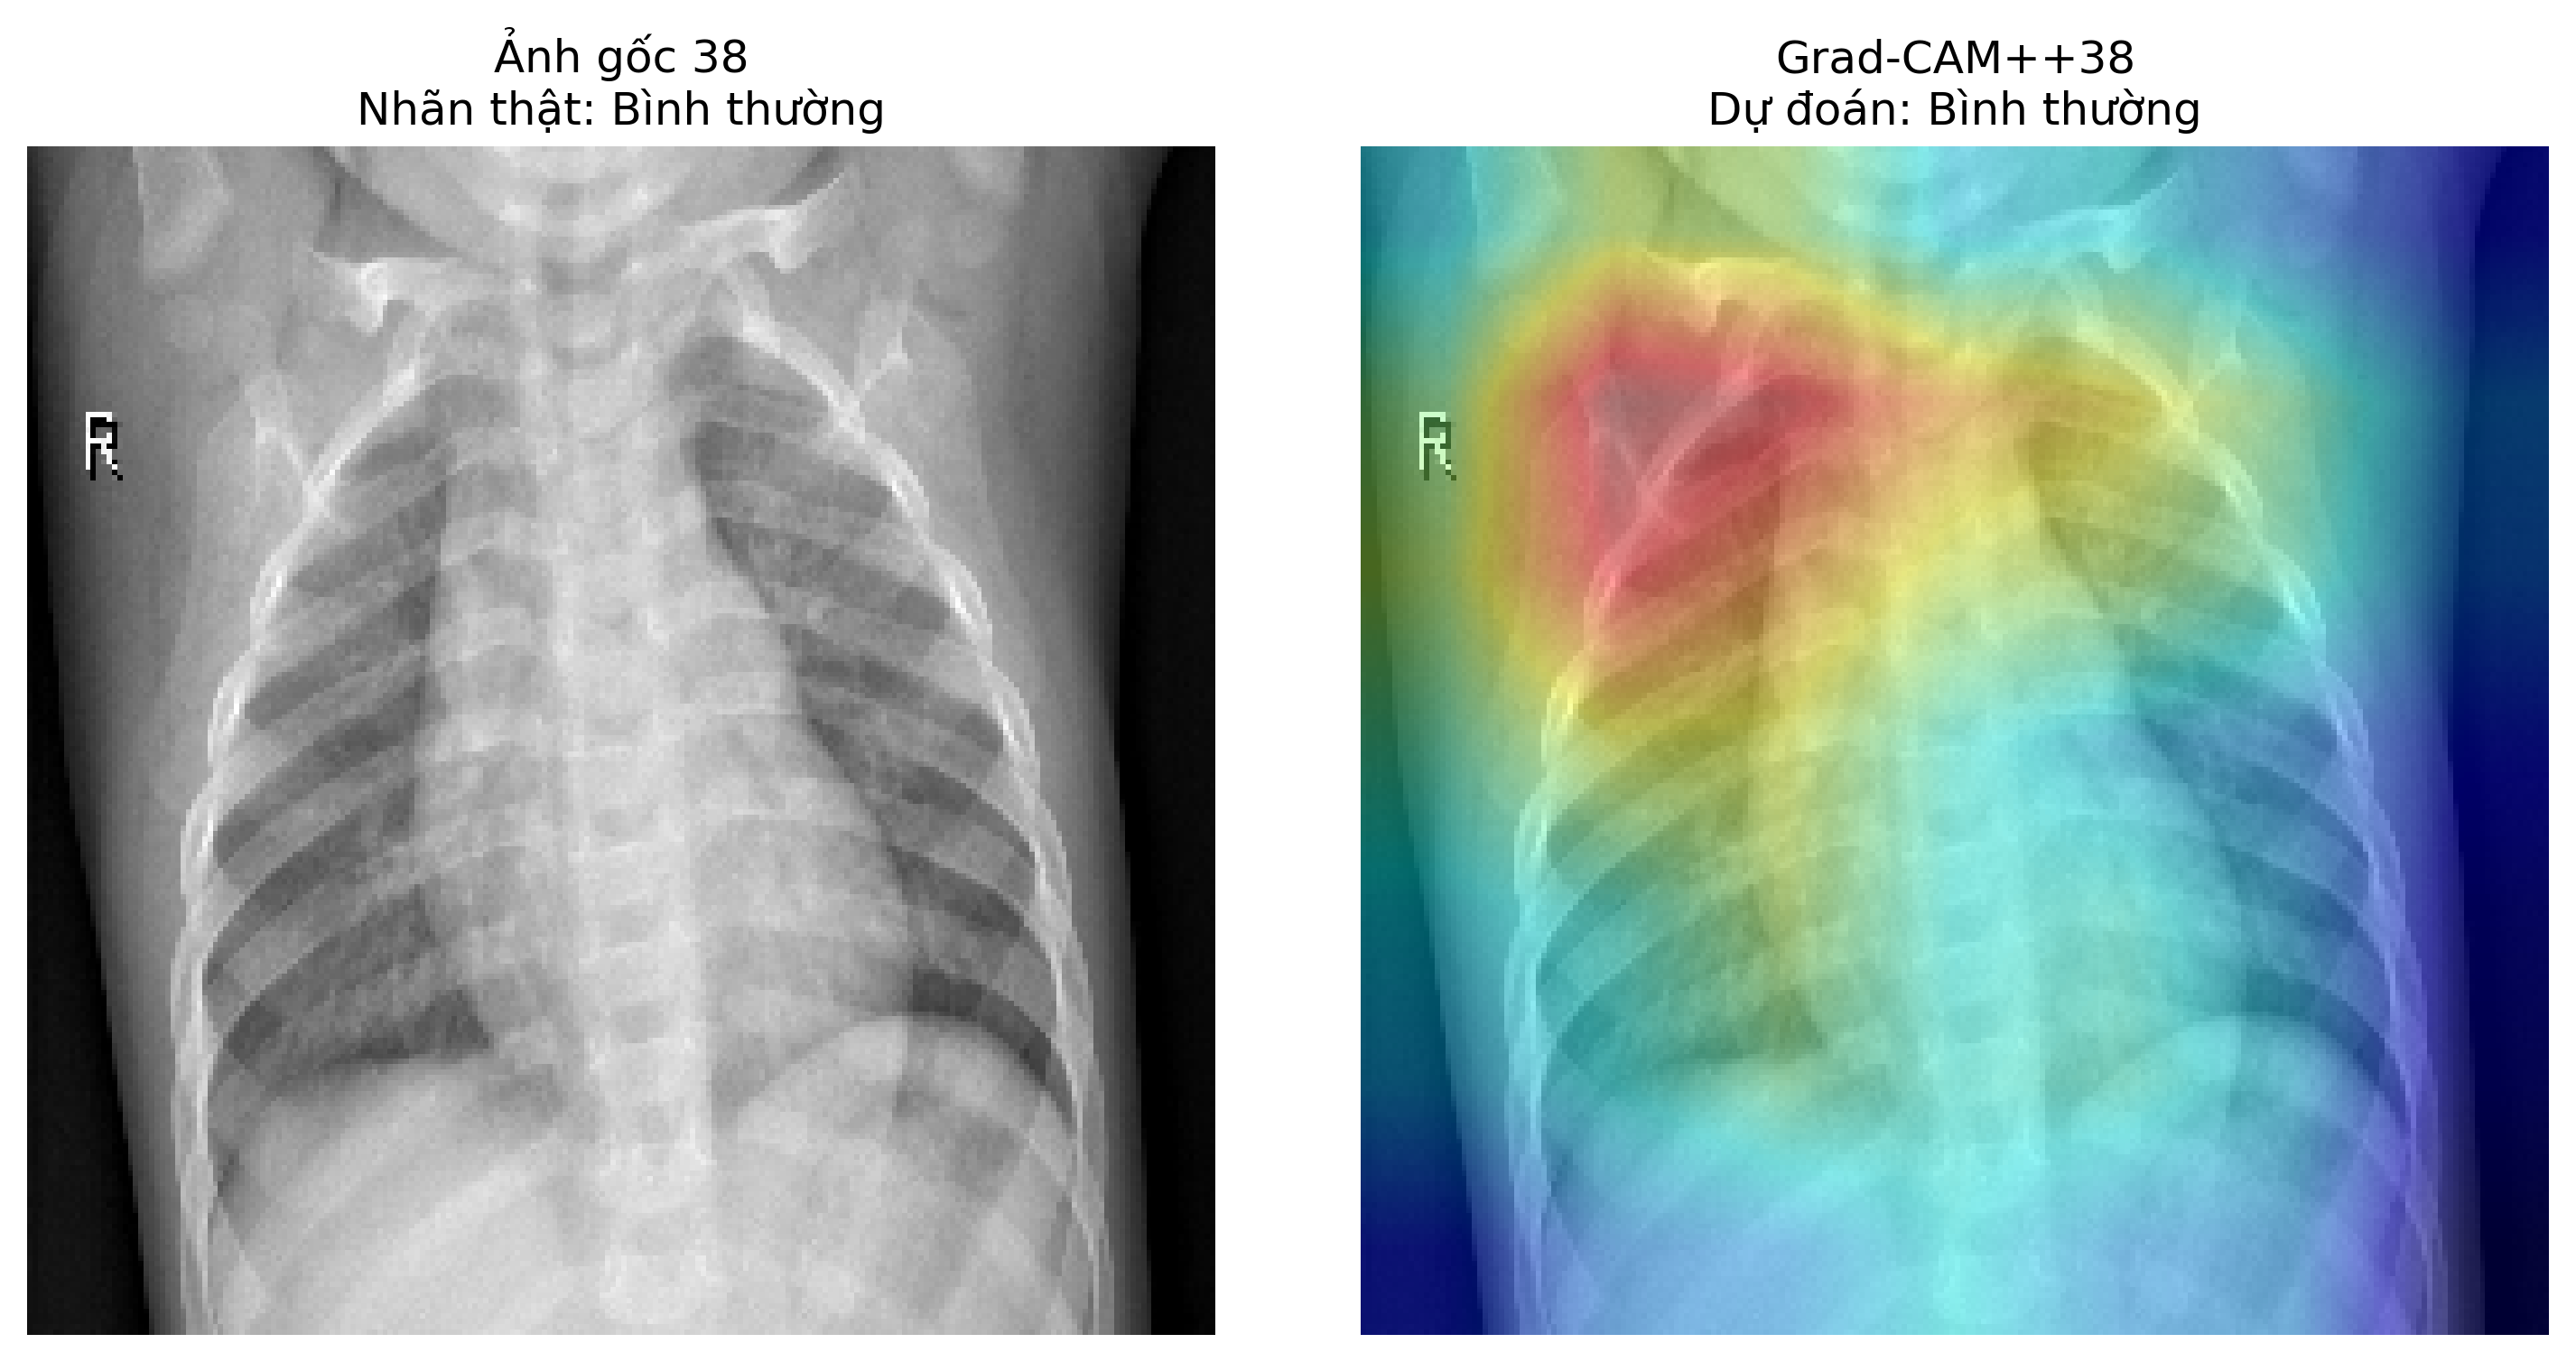 Ảnh gốc 38
Nhãn thật: Bình thường
Grad-CAM++38
Dự đoán: Bình thường
R
R